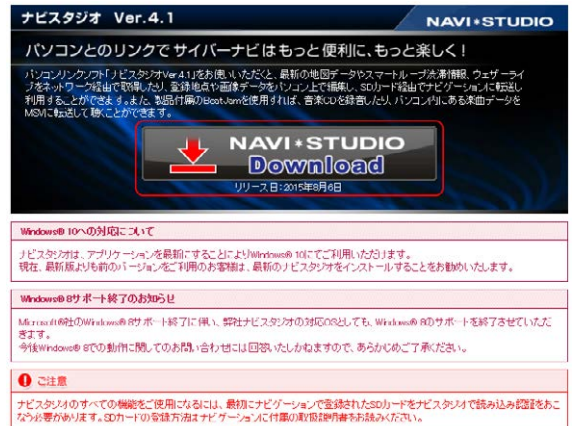 ナビスタジオ Ver.4.1
NAVI*STUDIO
パソコンとのリンクでサイバーナビはもっと便利に、もっと楽しく!
パソコンリンクソフト「ナビスタジオVer4.1」をお使いいただくと、最新の地図データやスマートループ渋滞情報、ウェザーライ
ブをネットワーク経由で取得したり、登録地点や画像データをパソコン上で編集し、SDカード経由でナビゲーションに転送し
利用することができます。また、製品付属のBeatJamを使用すれば、音楽CDを録音したり、パソコン内にある楽曲データを
MSMに転送して聴くことができます。
NAVI*STUDIO
Download
リリース日:2015年8月6日
Windows® 10への対応について
ナビスタジオは、アプリケーションを最新にすることによりWindows® 10にてご利用いただけます。
現在、最新版よりも前のバージョンをご利用のお客様は、最新のナビスタジオをインストールすることをお勧めいたします。
Windows® 8サポート終了のお知らせ
Microsoft®社のWindows® 8サポート終了に伴い、弊社ナビスタジオの対応OSとしても、Windows® 8のサポートを終了させていただ
きます。
今後Windows® 8での動作に関してのお問い合わせには回答いたしかねますので、あらかじめご了承ください。
ご注意
ナビスタジオのすべての機能をご使用になるには、最初にナビゲーションで登録されたSDカードをナビスタジオで読み込み認証をおこ
なう必要があります。SDカードの登録方法はナビゲーションに付属の取扱説明書をお読みください。